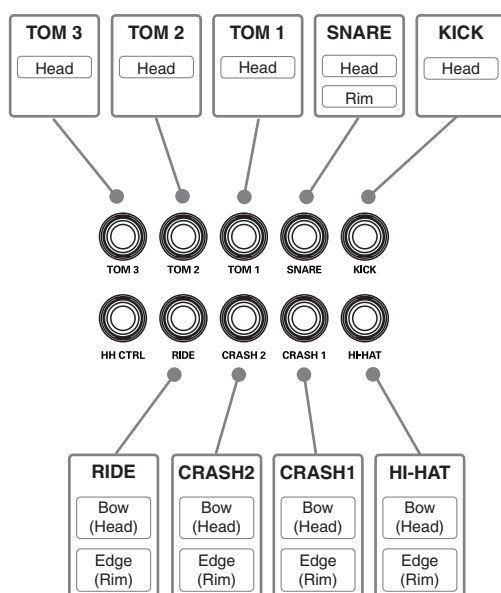 TOM 3 TOM 2 TOM 1 SNARE KICK
Head Head Head Head Head
Rim
TOM 3 TOM 2 TOM 1 SNARE KICK
HH CTRL RIDE CRASH 2 CRASH 1 HI-HAT
RIDE CRASH2 CRASH1 HI-HAT
Bow Bow Bow Bow
(Head) (Head) (Head) (Head)
Edge Edge Edge Edge
(Rim) (Rim) (Rim) (Rim)